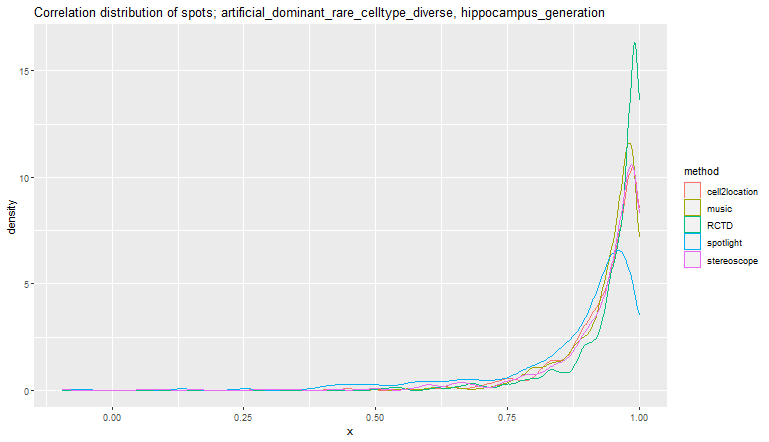 Correlation distribution of spots; artificial_dominant_rare_celltype_diverse, hippocampus_generation
15
10
5
0
density
0.00 0.25 0.50 0.75 1.00
x
method
cell2location
music
RCTD
spotlight
stereoscope